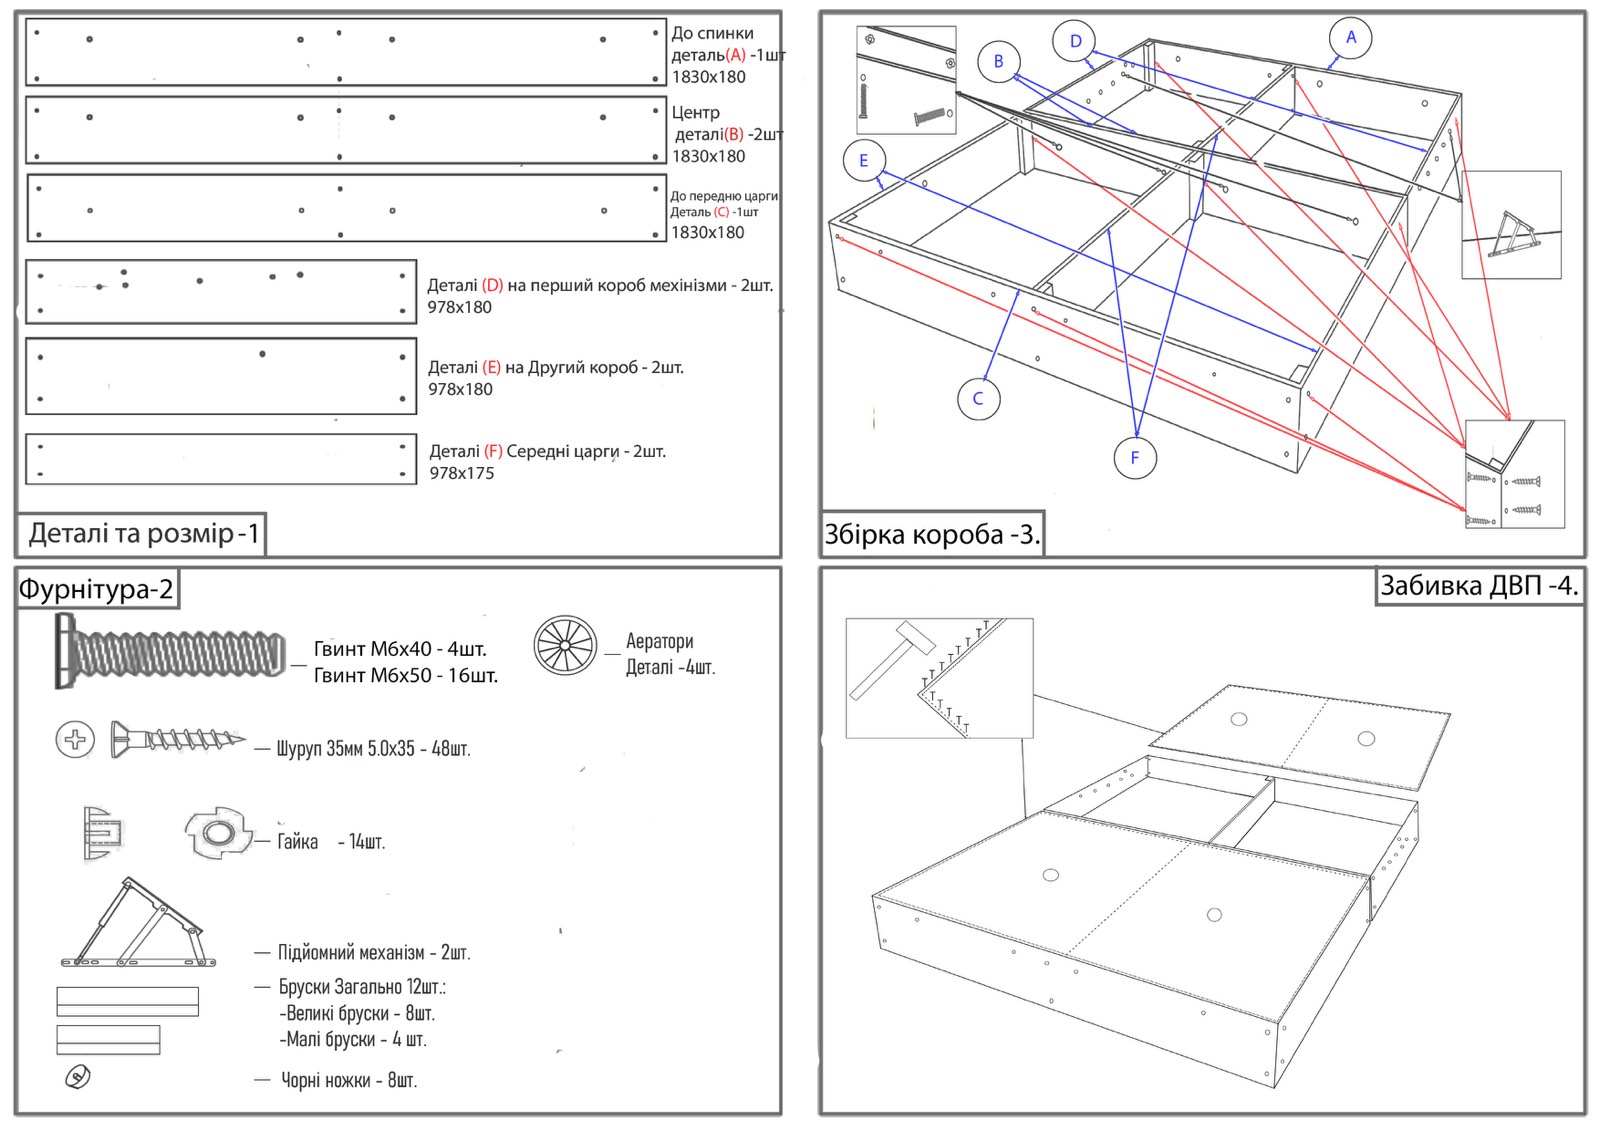 До спинки
деталь(A) -1шт
1830x180
Центр
деталі(B) -2шт
1830x180
До передню царги
Деталь (C) -1шт
1830x180
Деталі (D) на перший короб мехінізми - 2шт.
978x180
Деталі (E) на Другий короб - 2шт.
978x180
Деталі (F) Середні царги - 2шт.
978x175
Деталі та розмір -1
A
B
D
E
C
F
Збірка короба -3.
Фурнітура-2
Гвинт М6х40 - 4шт.
Гвинт М6х50 - 16шт.
Аератори
Деталі -4шт.
Шуруп 35мм 5.0х35 - 48шт.
Гайка - 14шт.
Підйомний механізм - 2шт.
Бруски Загально 12шт.:
-Великі бруски - 8шт.
-Малі бруски - 4 шт.
Чорні ножки - 8шт.
Забивка ДВП -4.